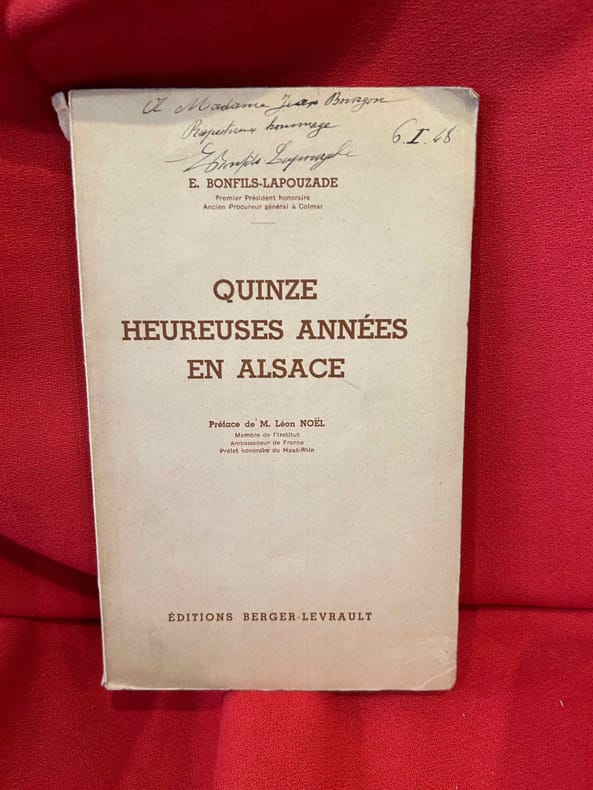 A Madame Jean Bourgon
Respectueux hommage
6.I.48
EBonfils Lapouzade
E. BONFILS-LAPOUZADE
Premier Président honoraire
Ancien Procureur général à Colmar
QUINZE
HEUREUSES ANNÉES
EN ALSACE
Préface de M. Léon NOËL
Membre de l'Institut
Ambassadeur de France
Préfet honoraire du Haut-Rhin
ÉDITIONS BERGER-LEVRAULT